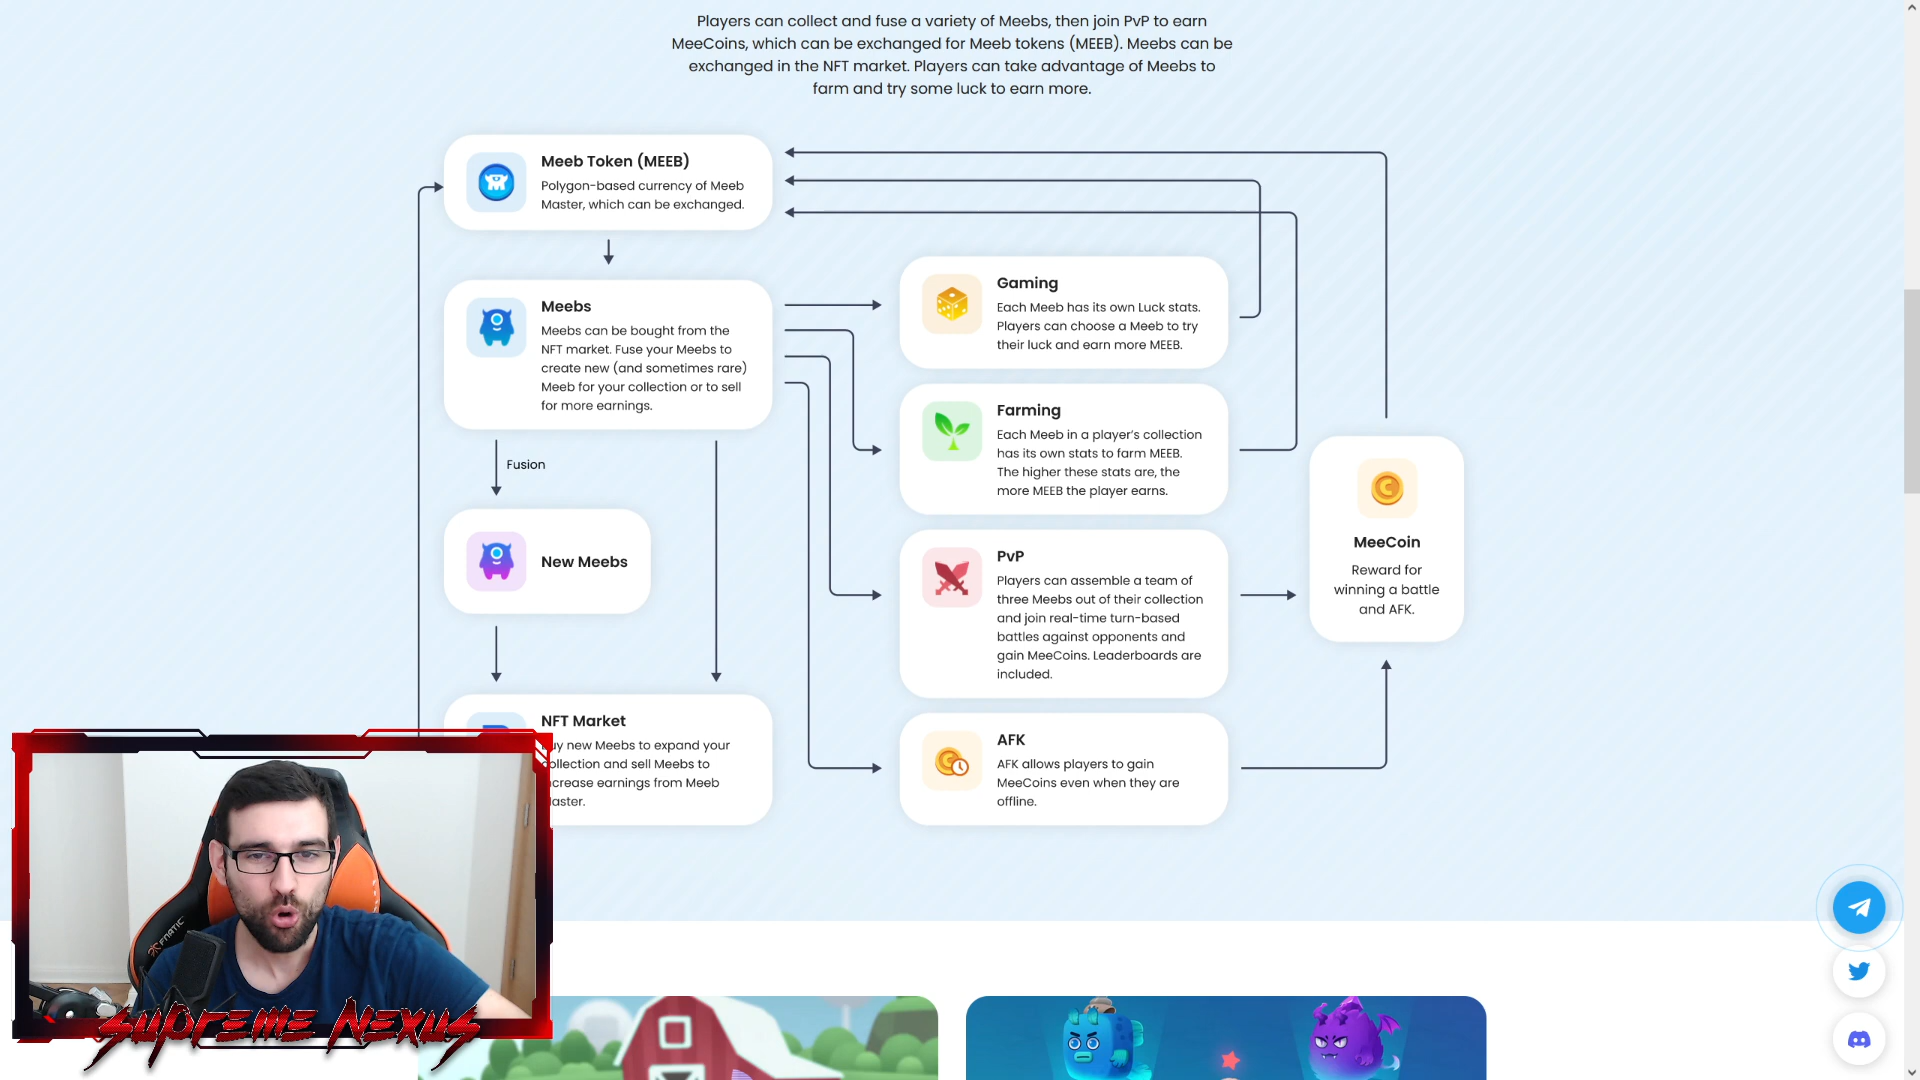 Players can collect and fuse a variety of Meebs, then join PvP to earn
MeeCoins, which can be exchanged for Meeb tokens (MEEB). Meebs can be
exchanged in the NFT market. Players can take advantage of Meebs to
farm and try some luck to earn more.
Meeb Token (MEEB)
Polygon-based currency of Meeb
Master, which can be exchanged.
Meebs
Meebs can be bought from the
NFT market. Fuse your Meebs to
create new (and sometimes rare)
Meeb for your collection or to sell
for more earnings.
Fusion
New Meebs
NFT Market
uy new Meebs to expand your
ollection and sell Meebs to
ncrease earnings from Meeb
aster.
Gaming
Each Meeb has its own Luck stats.
Players can choose a Meeb to try
their luck and earn more MEEB.
Farming
Each Meeb in a player's collection
has its own stats to farm MEEB.
The higher these stats are, the
more MEEB the player earns.
PvP
Players can assemble a team of
three Meebs out of their collection
and join real-time turn-based
battles against opponents and
gain MeeCoins. Leaderboards are
included.
AFK
AFK allows players to gain
MeeCoins even when they are
offline.
MeeCoin
Reward for
winning a battle
and AFK.
FNATIC
SUPREME NEXUS